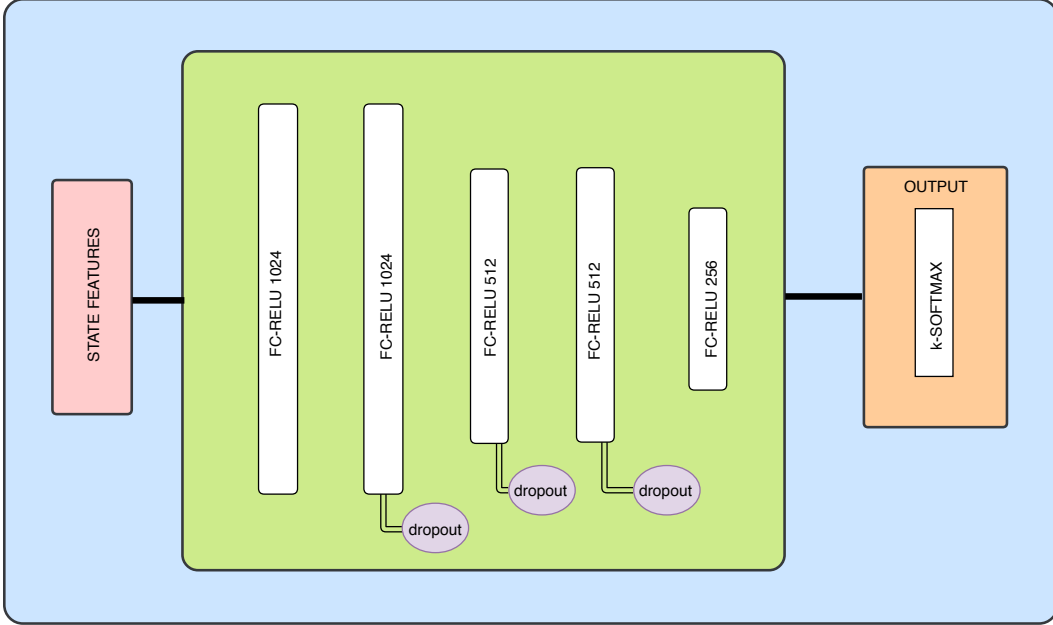 STATE FEATURES
FC-RELU 1024
FC-RELU 1024
dropout
FC-RELU 512
dropout
FC-RELU 512
dropout
FC-RELU 256
OUTPUT
k-SOFTMAX